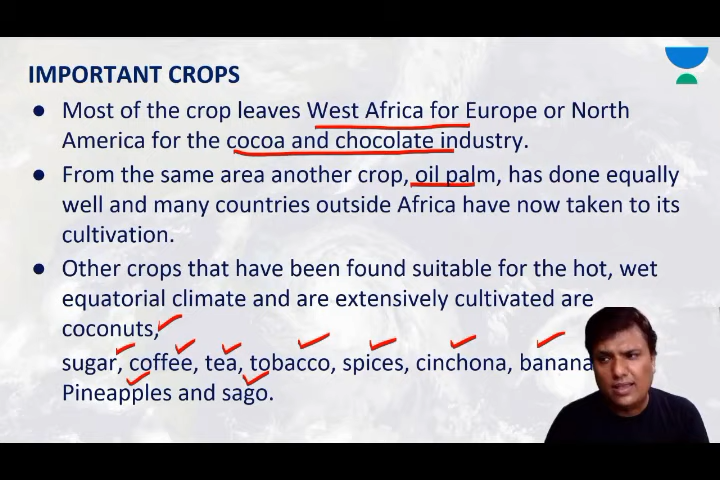 IMPORTANT CROPS
● Most of the crop leaves West Africa for Europe or North
America for the cocoa and chocolate industry.
● From the same area another crop, oil palm, has done equally
well and many countries outside Africa have now taken to its
cultivation.
● Other crops that have been found suitable for the hot, wet
equatorial climate and are extensively cultivated are
coconuts,
sugar, coffee, tea, tobacco, spices, cinchona, banana
Pineapples and sago.